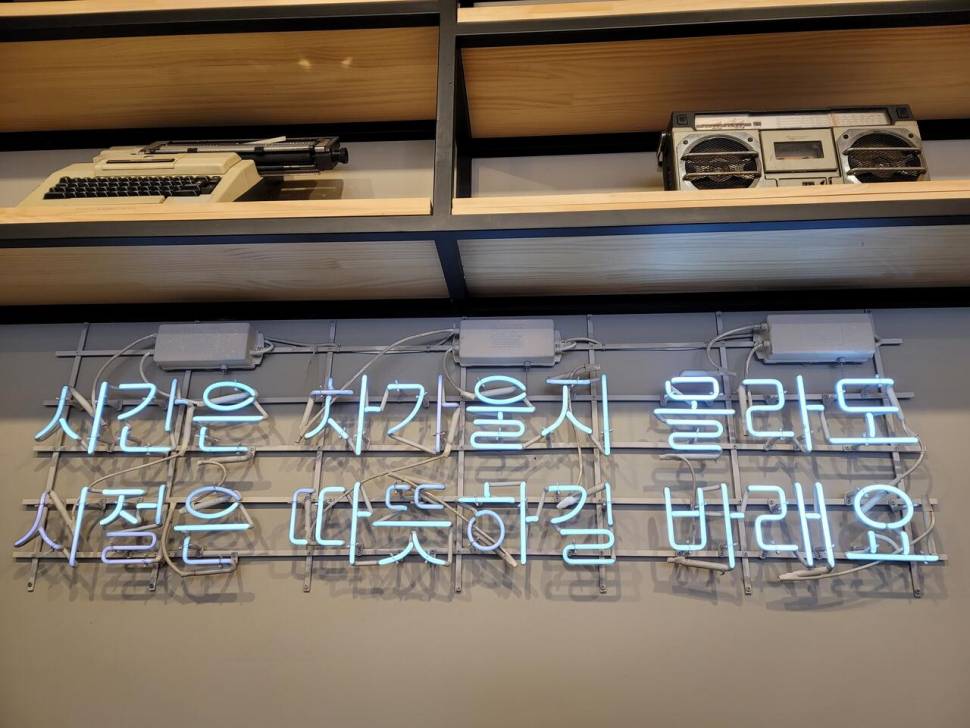 시간은 차가울지 몰라도
시절은 따뜻하길 바래요